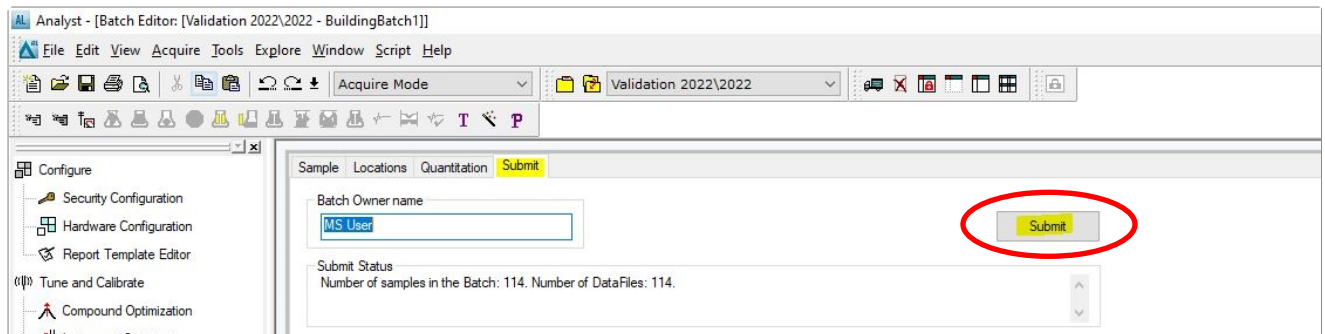 Analyst - [Batch Editor: [Validation 2022\2022 - BuildingBatch1]]
File Edit View Acquire Tools Explore Window Script Help
Acquire Mode Validation 2022\2022
T P
Configure
Security Configuration
Hardware Configuration
Report Template Editor
Tune and Calibrate
Compound Optimization
Sample Locations Quantitation Submit
Batch Owner name
MS User
Submit
Submit Status
Number of samples in the Batch: 114. Number of DataFiles: 114.